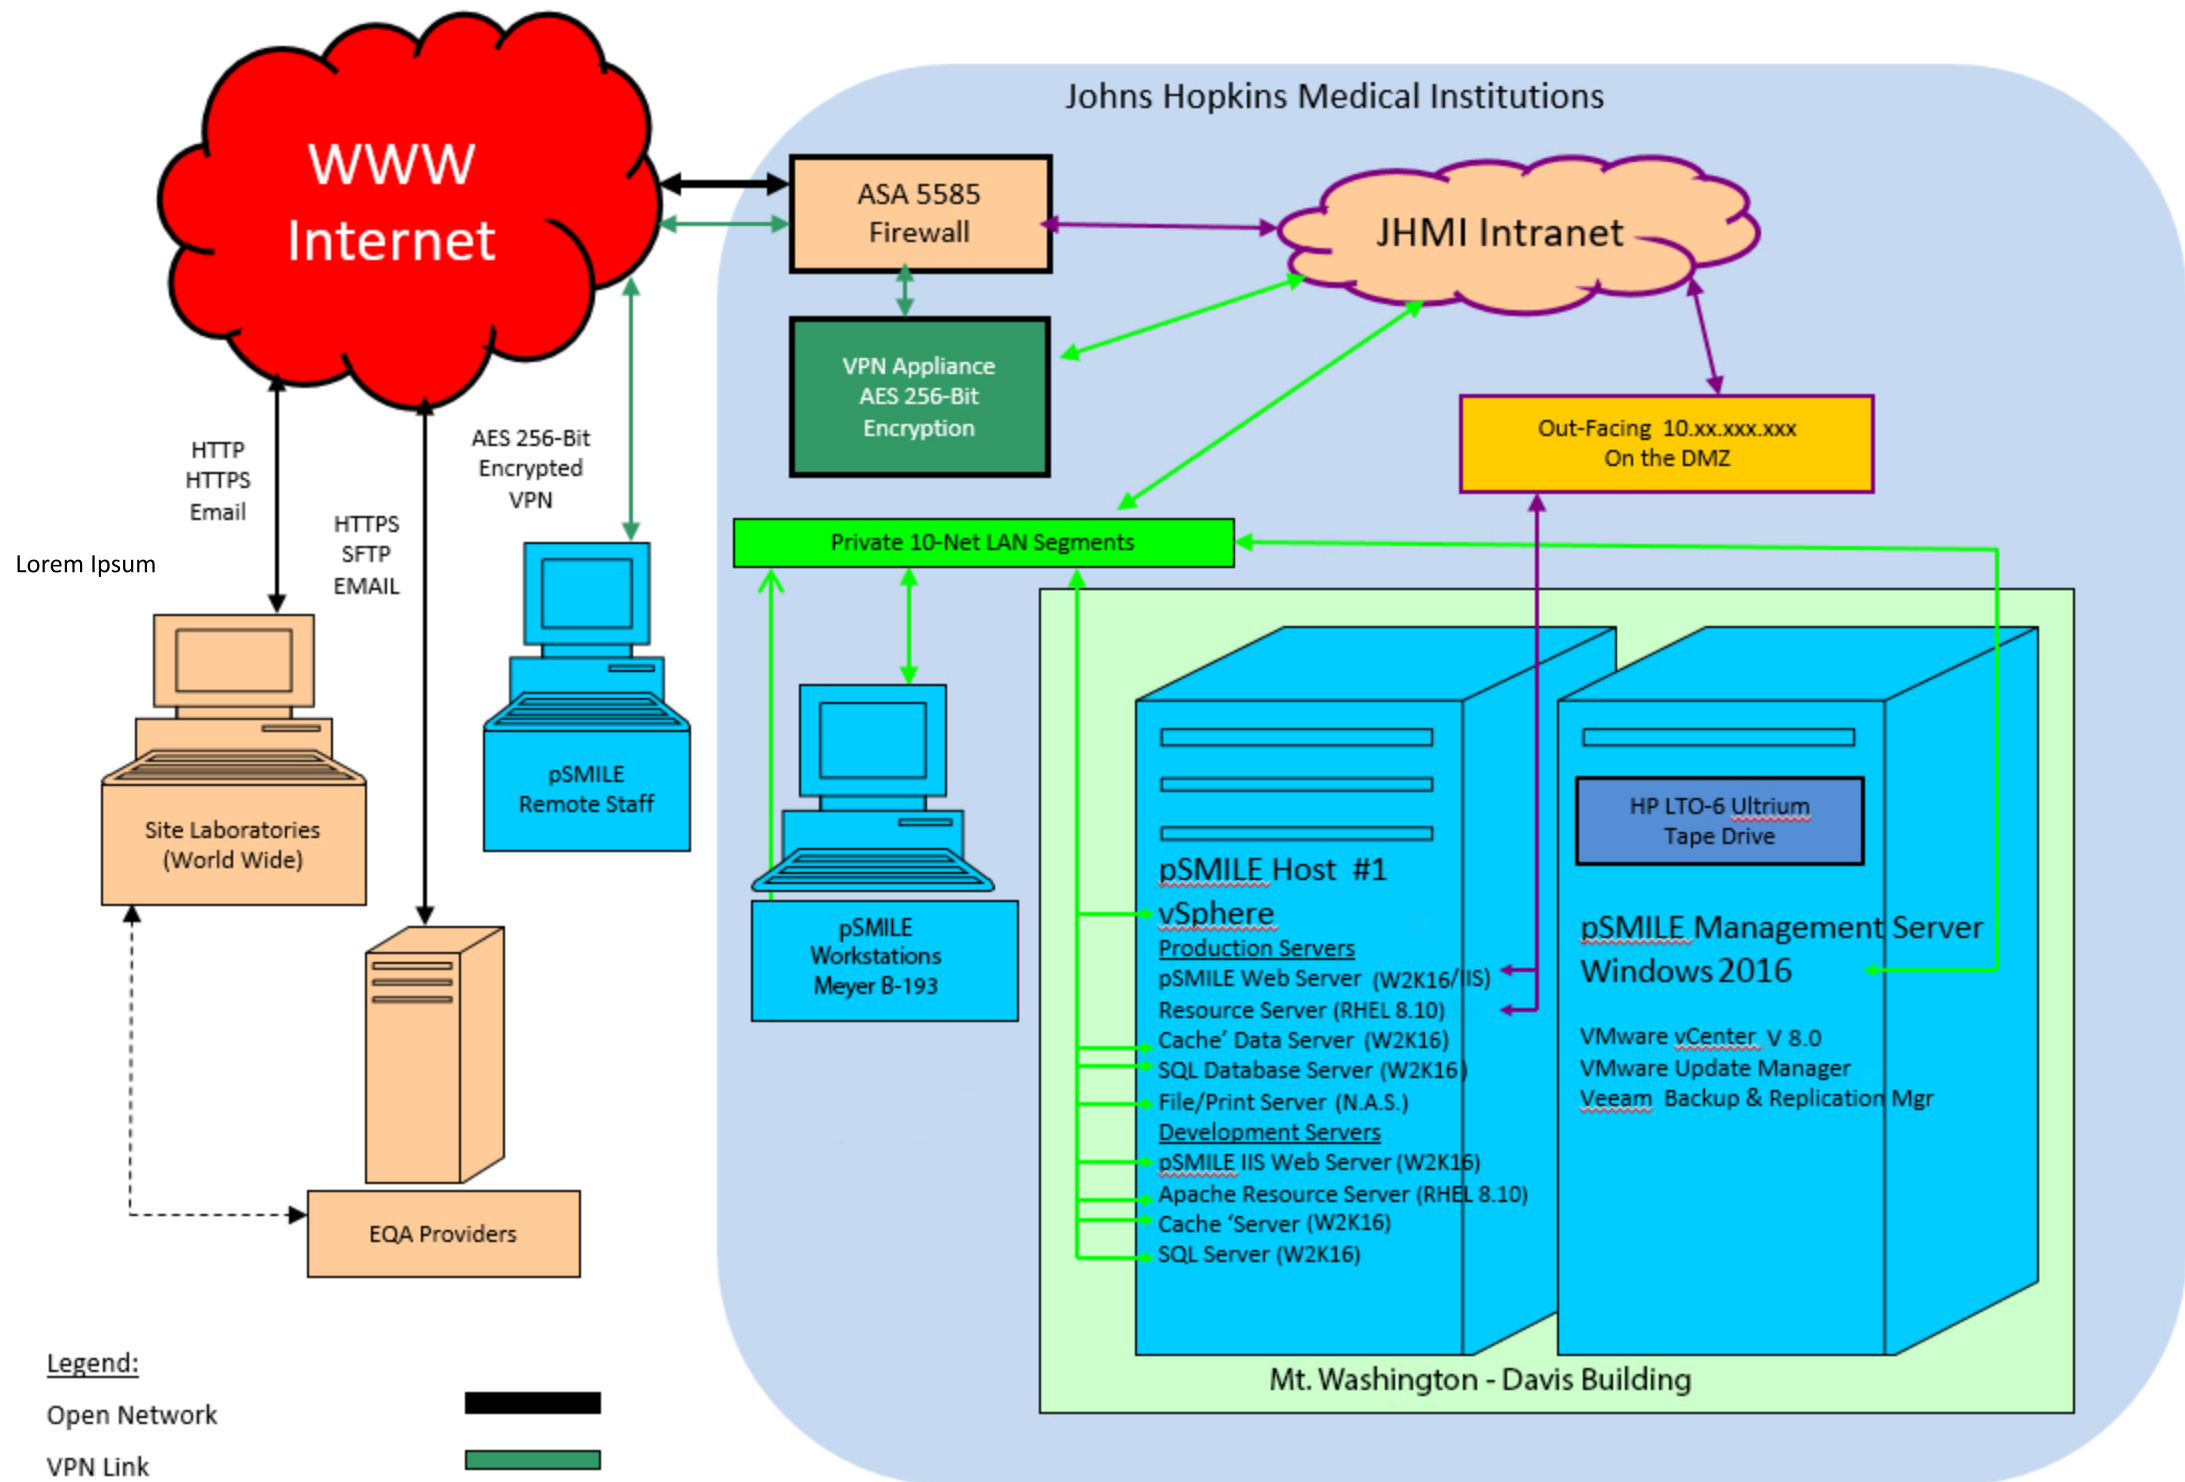 Johns Hopkins Medical Institutions
WWW
Internet
ASA 5585
Firewall
JHMI Intranet
VPN Appliance
AES 256-Bit
Encryption
Out-Facing 10.xx.xxx.xxx
On the DMZ
HTTP
HTTPS
Email
HTTPS
SFTP
EMAIL
AES 256-Bit
Encrypted
VPN
Lorem Ipsum
Private 10-Net LAN Segments
pSMILE
Remote Staff
Site Laboratories
(World Wide)
pSMILE
Workstations
Meyer B-193
EQA Providers
pSMILE Host #1
vSphere
Production Servers
pSMILE Web Server (W2K16/IIS)
Resource Server (RHEL 8.10)
Cache’ Data Server (W2K16)
SQL Database Server (W2K16)
File/Print Server (N.A.S.)
Development Servers
pSMILE IIS Web Server (W2K16)
Apache Resource Server (RHEL 8.10)
Cache ‘Server (W2K16)
SQL Server (W2K16)
HP LTO-6 Ultrium
Tape Drive
pSMILE Management Server
Windows 2016
VMware vCenter V 8.0
VMware Update Manager
Veeam Backup & Replication Mgr
Mt. Washington - Davis Building
Legend:
Open Network
VPN Link